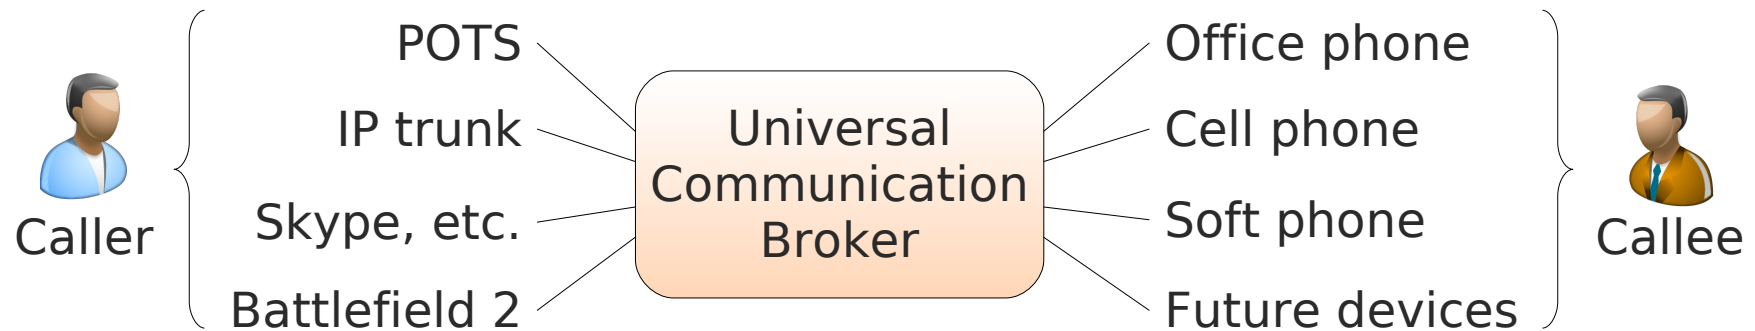 Caller
POTS
IP trunk
Skype, etc.
Battlefield 2
Universal
Communication
Broker
Office phone
Cell phone
Soft phone
Future devices
Callee